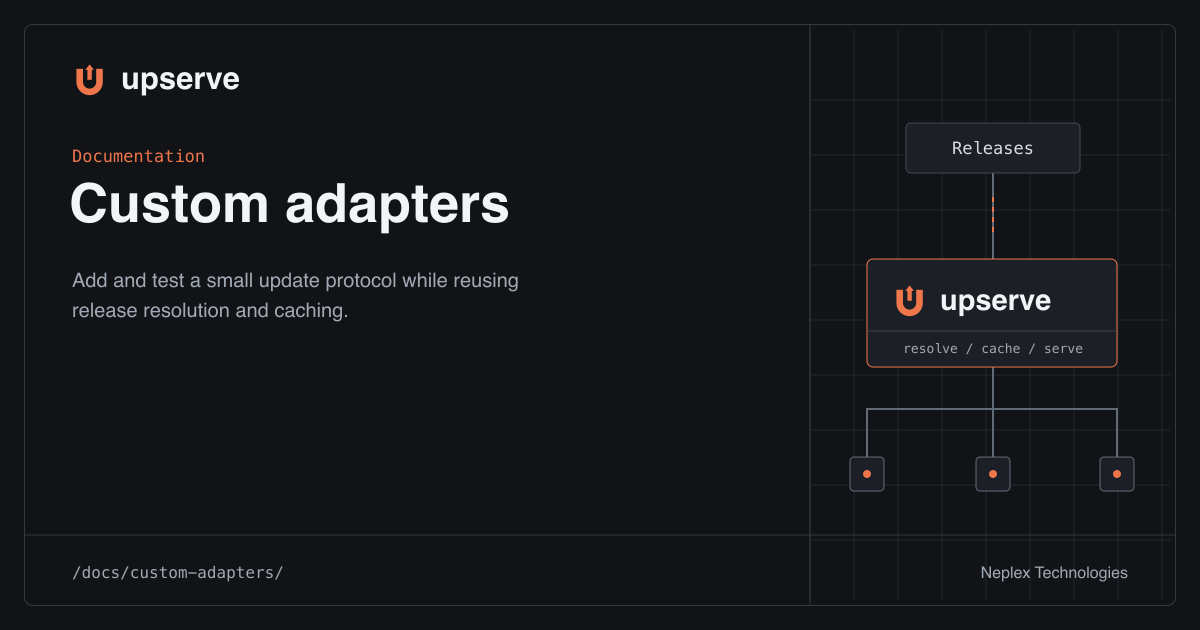 upserve
Documentation
Custom adapters
Add and test a small update protocol while reusing
release resolution and caching.
/docs/custom-adapters/
Releases
upserve
resolve / cache / serve
Neplex Technologies